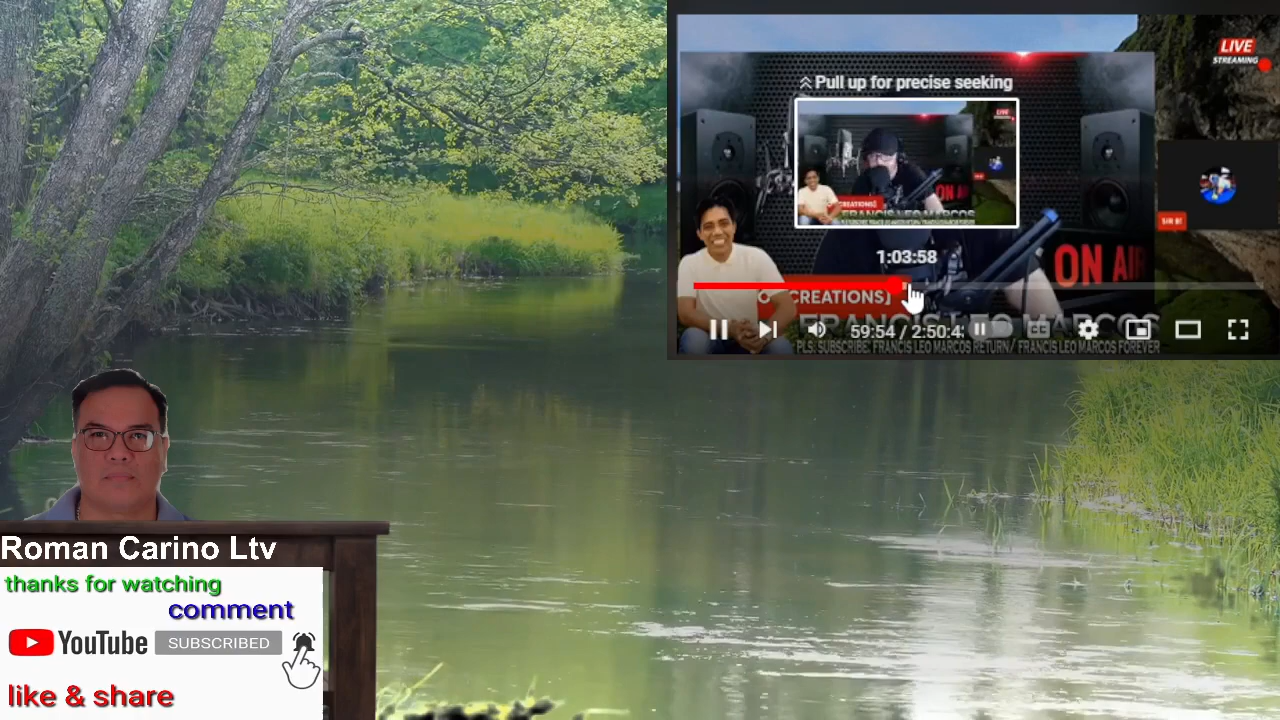 LIVE
STREAMING
Pull up for precise seeking
FRANCIS LEO MARCOS
1:03:58
ON AIR
CREATIONS]
59:54 / 2:50:4
LEO MARCOS
PLS: SUBSCRIBE: FRANCIS LEO MARCOS RETURN/ FRANCIS LEO MARCOS FOREVER
Roman Carino Ltv
thanks for watching
comment
YouTube
SUBSCRIBED
like & share